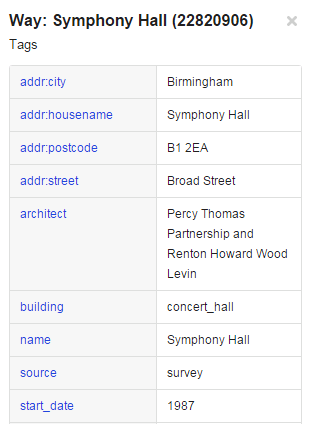 Way: Symphony Hall (22820906) ×
Tags
addr:city Birmingham
addr:housename Symphony Hall
addr:postcode B1 2EA
addr:street Broad Street
architect Percy Thomas
Partnership and
Renton Howard Wood
Levin
building concert_hall
name Symphony Hall
source survey
start_date 1987